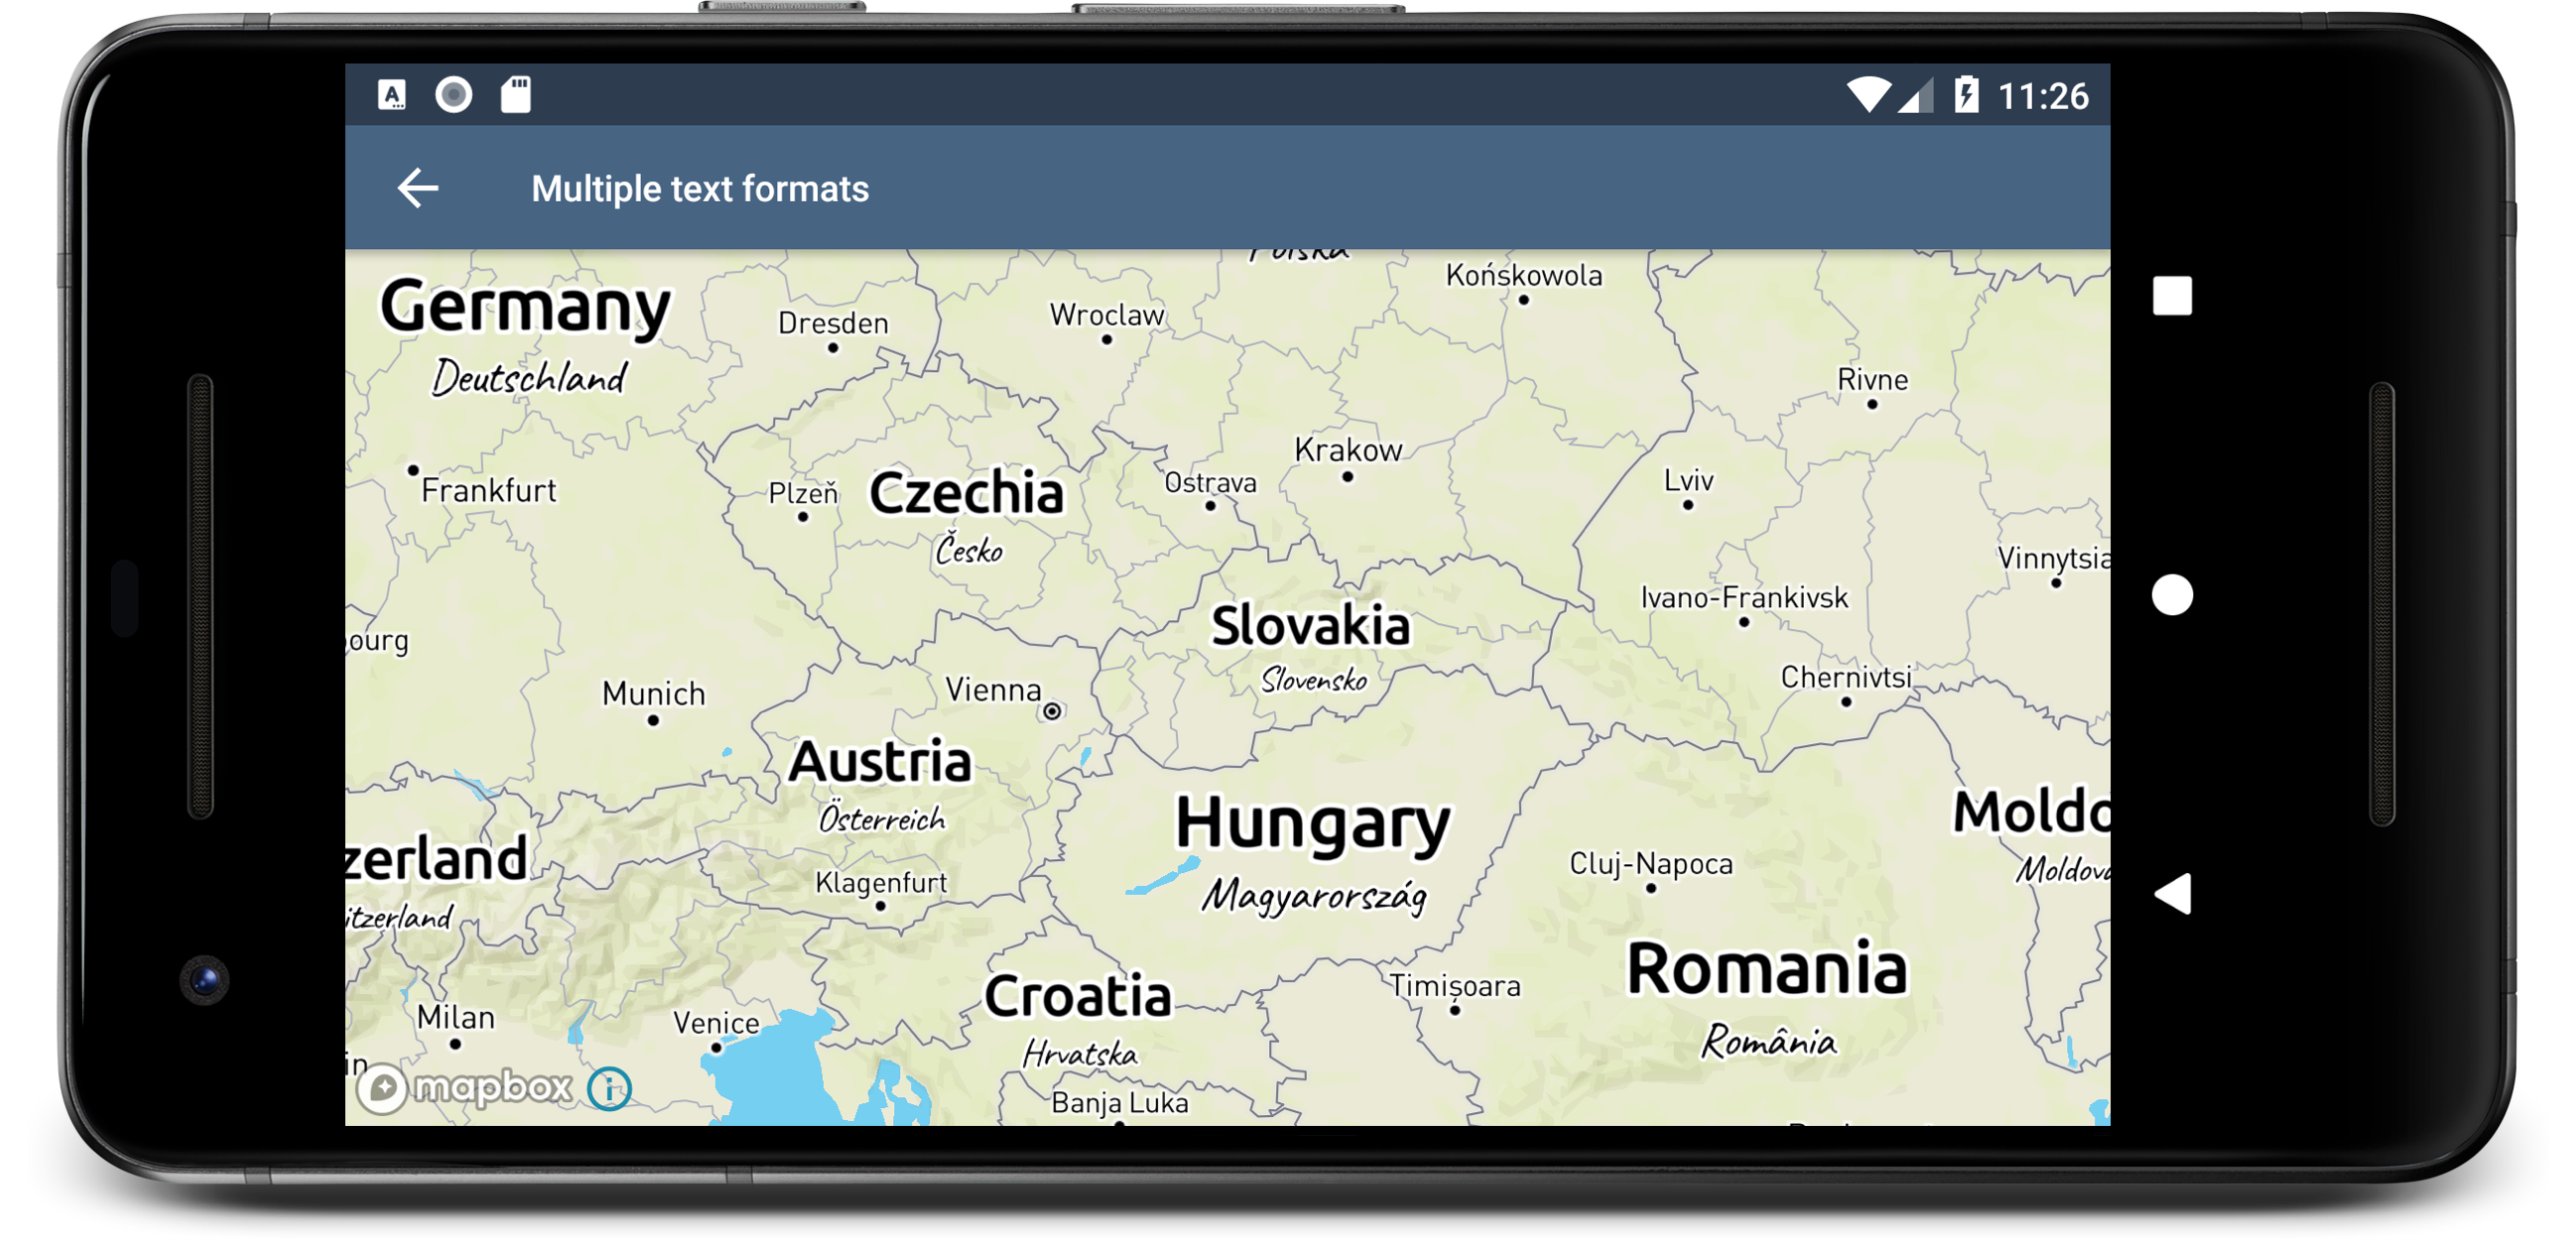 11:26
Multiple text formats
Polska
Końskowola
Germany
Deutschland
Dresden
Wroclaw
Rivne
Frankfurt
Plzeň
Czechia
Česko
Ostrava
Krakow
Lviv
Vinnytsia
Ivano-Frankivsk
Slovakia
Slovensko
ourg
Munich
Vienna
Chernivtsi
Austria
Österreich
Hungary
Magyarország
Moldo
Moldova
zerland
itzerland
Klagenfurt
Cluj-Napoca
Romania
România
Croatia
Hrvatska
Timișoara
Milan
Venice
in
mapbox
Banja Luka